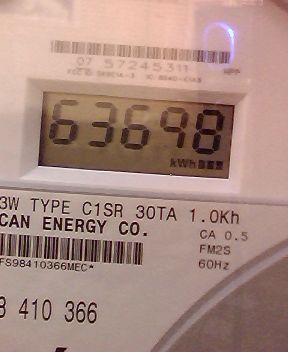 07 57245311
63698
kWh
3W TYPE C1SR 30TA 1.0Kh
CAN ENERGY CO.
CA 0.5
FM2S
FS98410366MEC*
60Hz
8 410 366